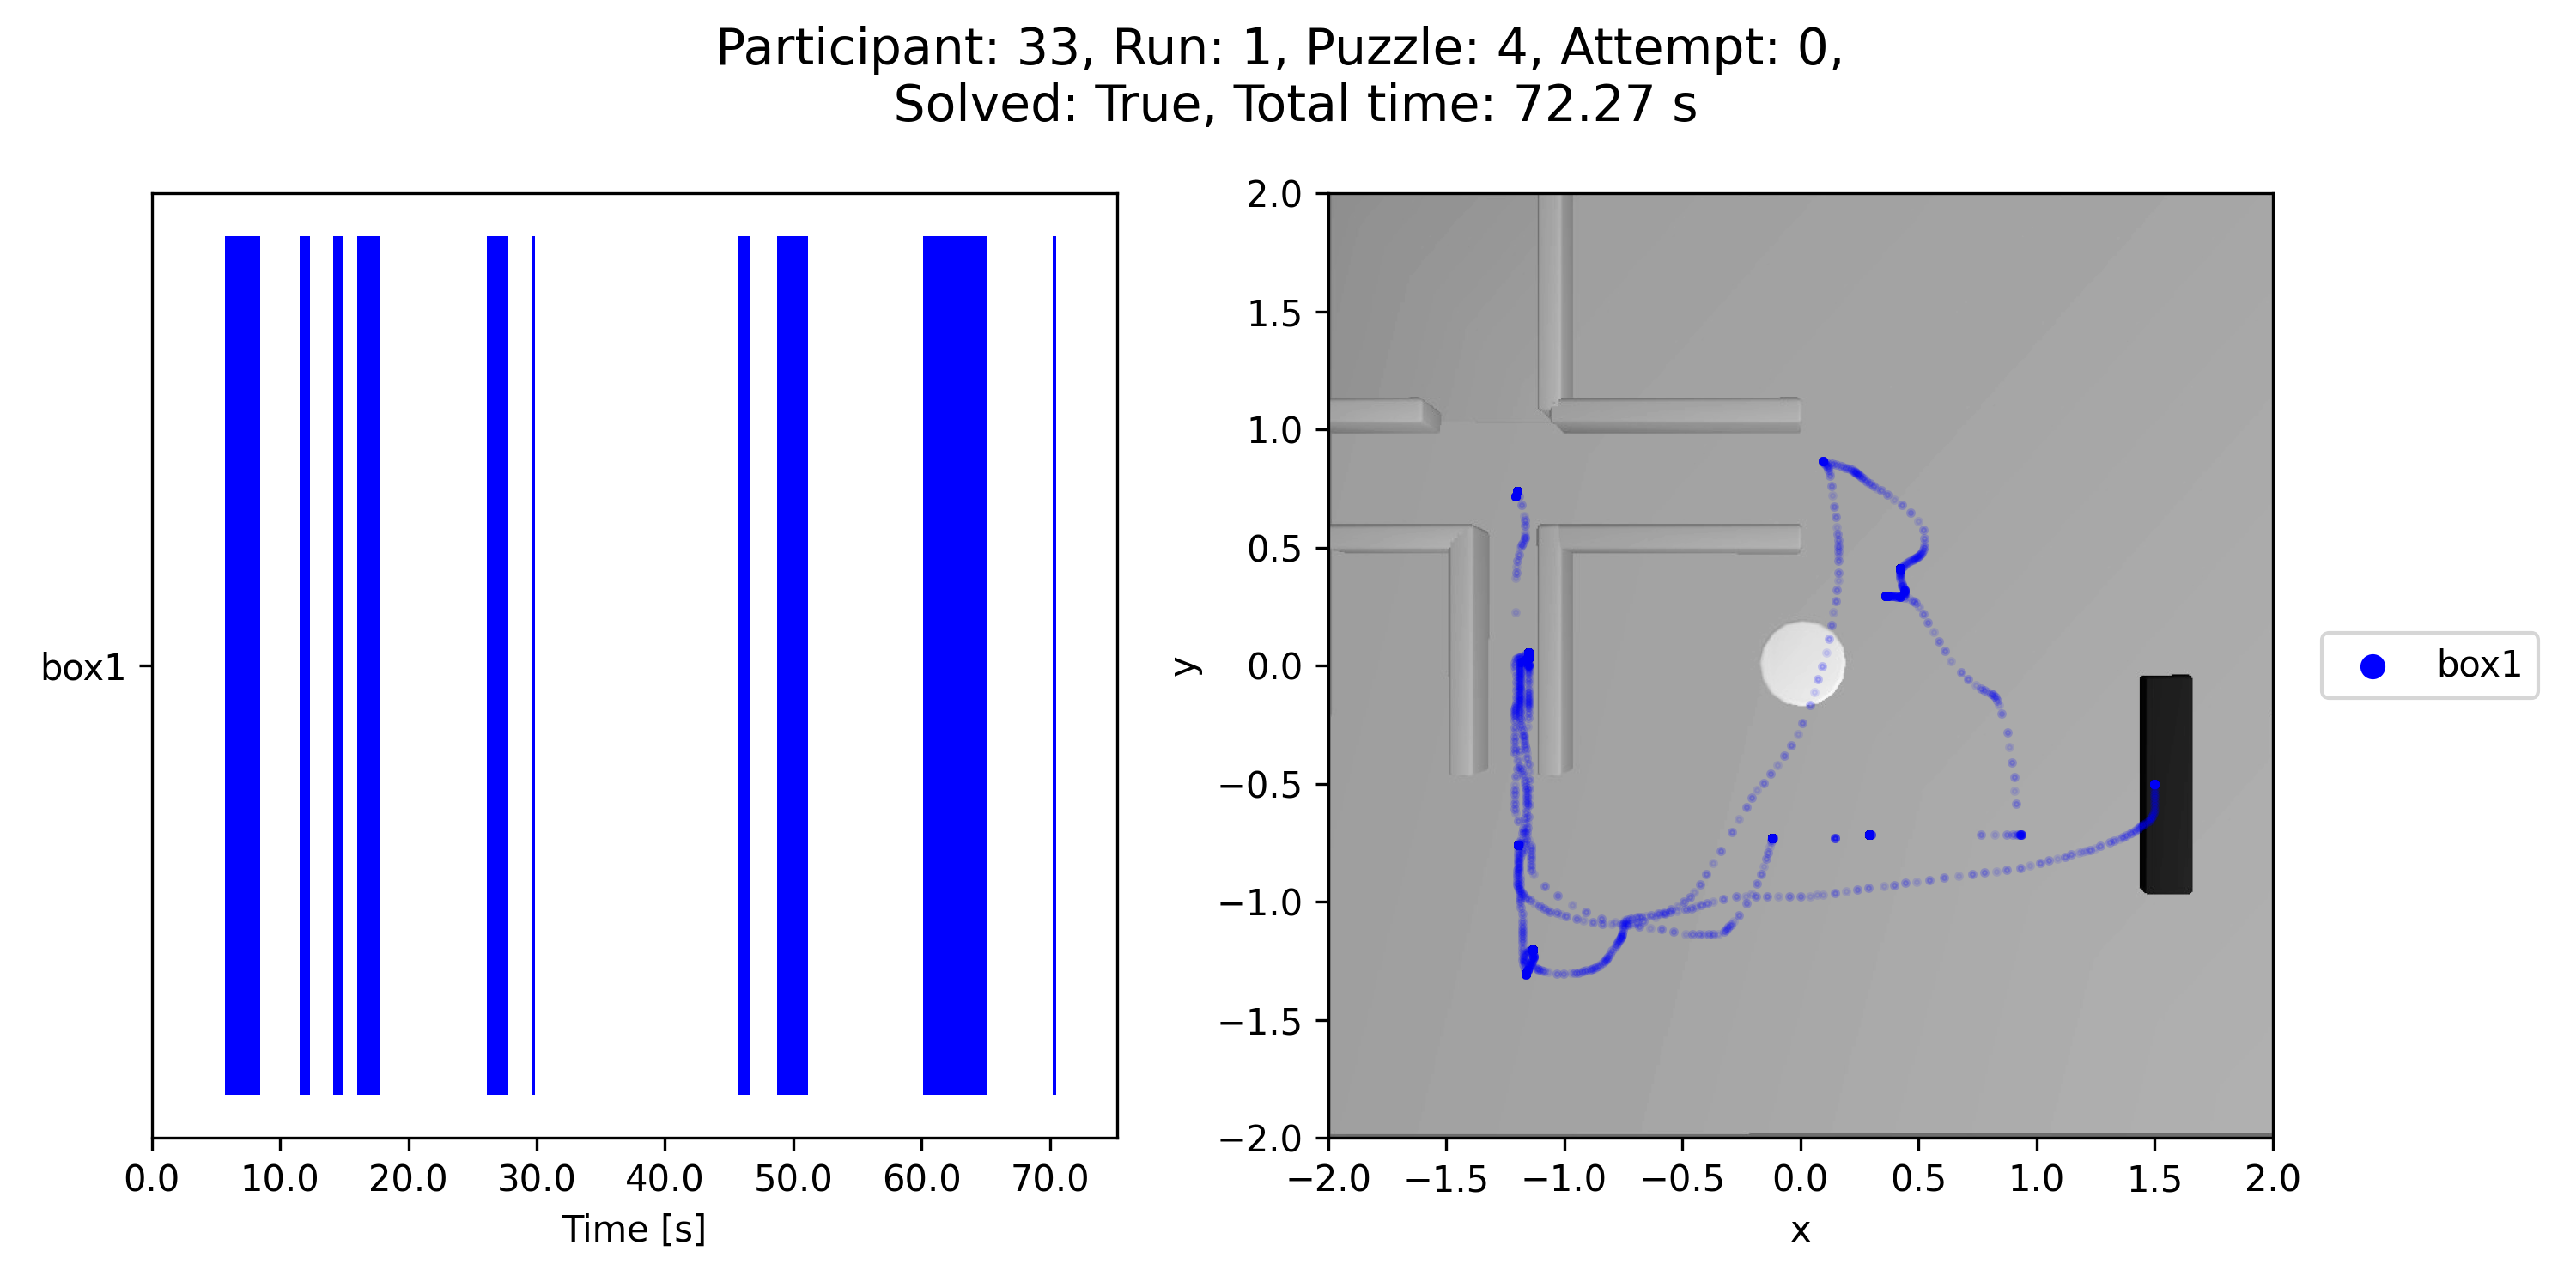 Participant: 33, Run: 1, Puzzle: 4, Attempt: 0,
Solved: True, Total time: 72.27 s
box1
0.0 10.0 20.0 30.0 40.0 50.0 60.0 70.0
Time [s]
2.0
1.5
1.0
0.5
0.0
−0.5
−1.0
−1.5
−2.0
y
−2.0 −1.5 −1.0 −0.5 0.0 0.5 1.0 1.5 2.0
x
box1